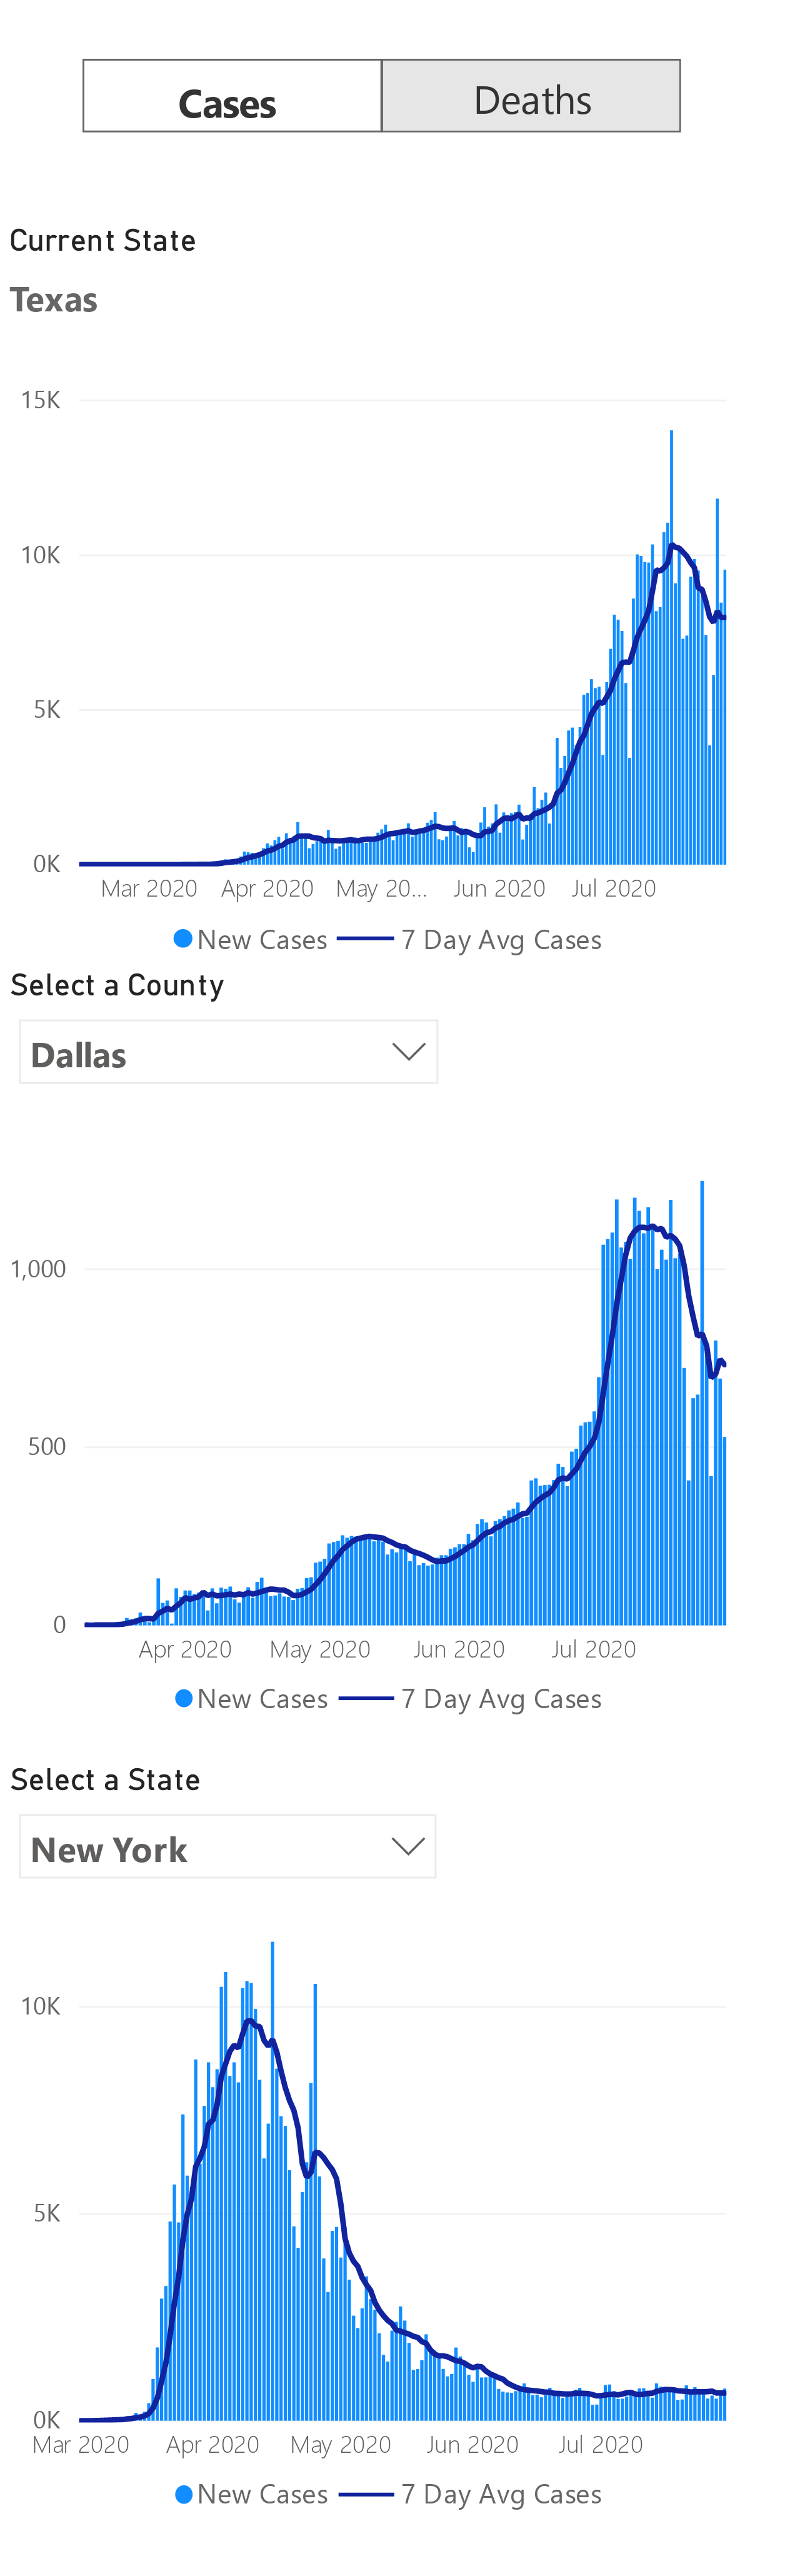 Cases Deaths
Current State
Texas
15K
10K
5K
0K
Mar 2020 Apr 2020 May 20... Jun 2020 Jul 2020
New Cases 7 Day Avg Cases
Select a County
Dallas
1,000
500
0
Apr 2020 May 2020 Jun 2020 Jul 2020
New Cases 7 Day Avg Cases
Select a State
New York
10K
5K
0K
Mar 2020 Apr 2020 May 2020 Jun 2020 Jul 2020
New Cases 7 Day Avg Cases